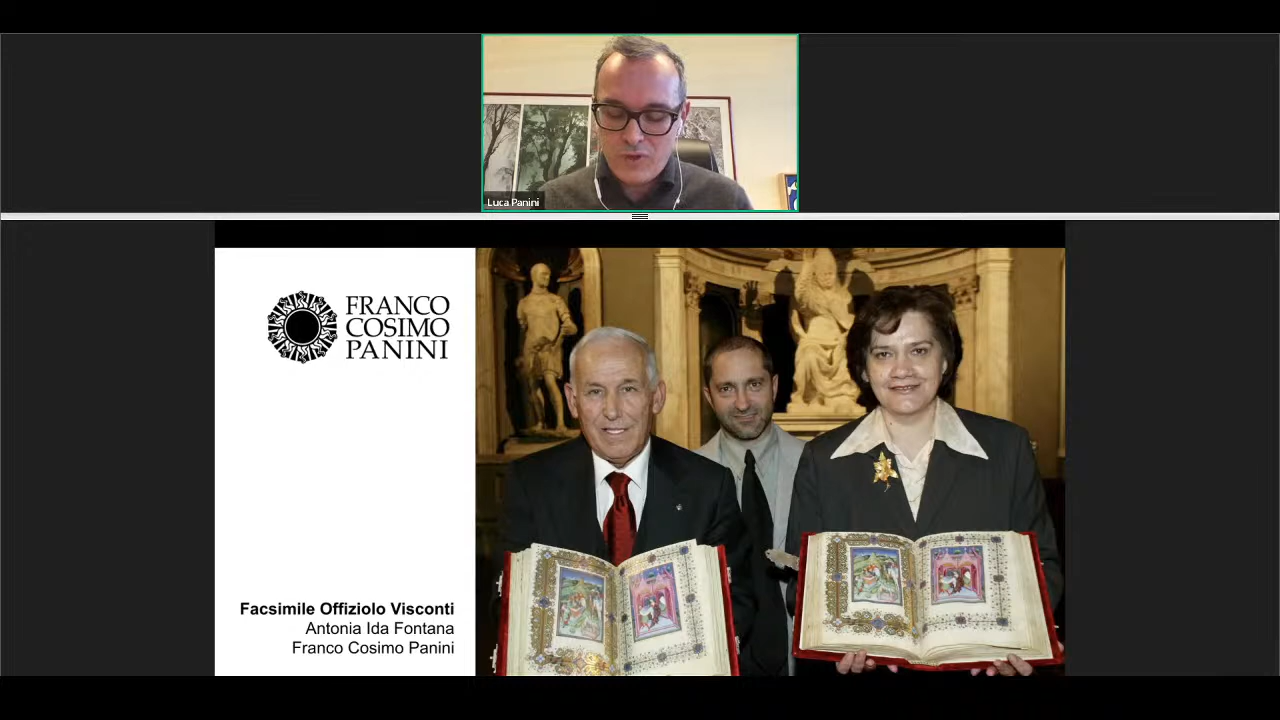 Luca Panini
FRANCO
COSIMO
PANINI
Facsimile Offiziolo Visconti
Antonia Ida Fontana
Franco Cosimo Panini